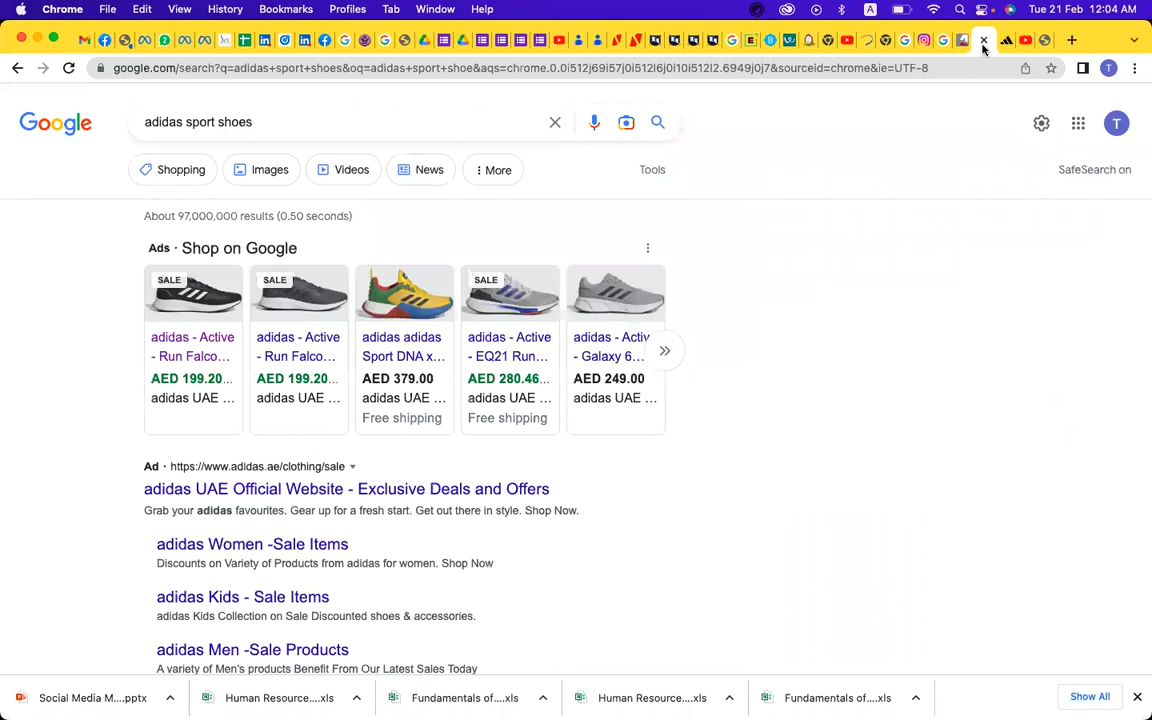 Chrome File Edit View History Bookmarks Profiles Tab Window Help A Tue 21 Feb 12:04 AM
google.com/search?q=adidas+sport+shoes&oq=adidas+sport+shoe&aqs=chrome.0.0i512j69i57j0i512l6j0i10i512l2.6949j0j7&sourceid=chrome&ie=UTF-8 T
Google adidas sport shoes T
Shopping Images Videos News More Tools SafeSearch on
About 97,000,000 results (0.50 seconds)
Ads · Shop on Google
SALE SALE SALE
adidas - Active adidas - Active adidas adidas adidas - Active adidas - Activ
- Run Falco... - Run Falco... Sport DNA x... - EQ21 Run... - Galaxy 6...
AED 199.20... AED 199.20... AED 379.00 AED 280.46... AED 249.00
adidas UAE ... adidas UAE ... adidas UAE ... adidas UAE ... adidas UAE ...
Free shipping Free shipping
Ad · https://www.adidas.ae/clothing/sale
adidas UAE Official Website - Exclusive Deals and Offers
Grab your adidas favourites. Gear up for a fresh start. Get out there in style. Shop Now.
adidas Women -Sale Items
Discounts on Variety of Products from adidas for women. Shop Now
adidas Kids - Sale Items
adidas Kids Collection on Sale Discounted shoes & accessories.
adidas Men -Sale Products
A variety of Men's products Benefit From Our Latest Sales Today
Social Media M....pptx Human Resource....xls Fundamentals of....xls Human Resource....xls Fundamentals of....xls Show All